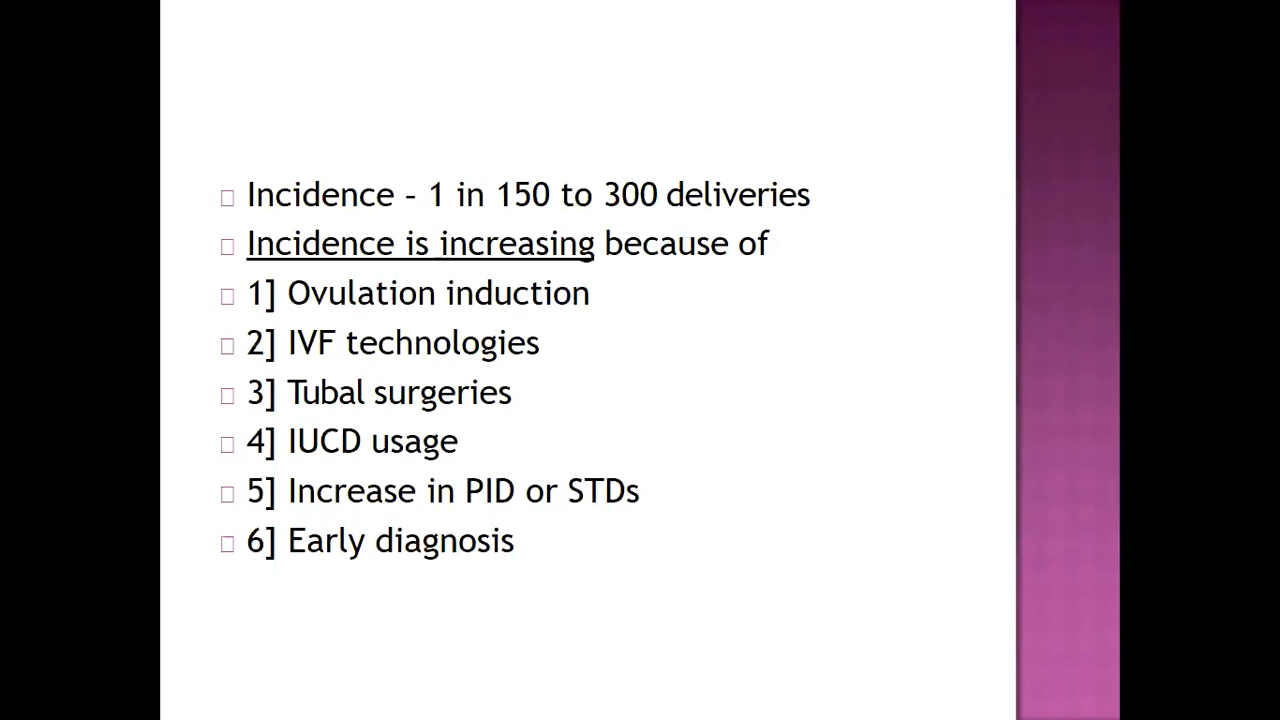 Incidence – 1 in 150 to 300 deliveries
Incidence is increasing because of
1] Ovulation induction
2] IVF technologies
3] Tubal surgeries
4] IUCD usage
5] Increase in PID or STDs
6] Early diagnosis